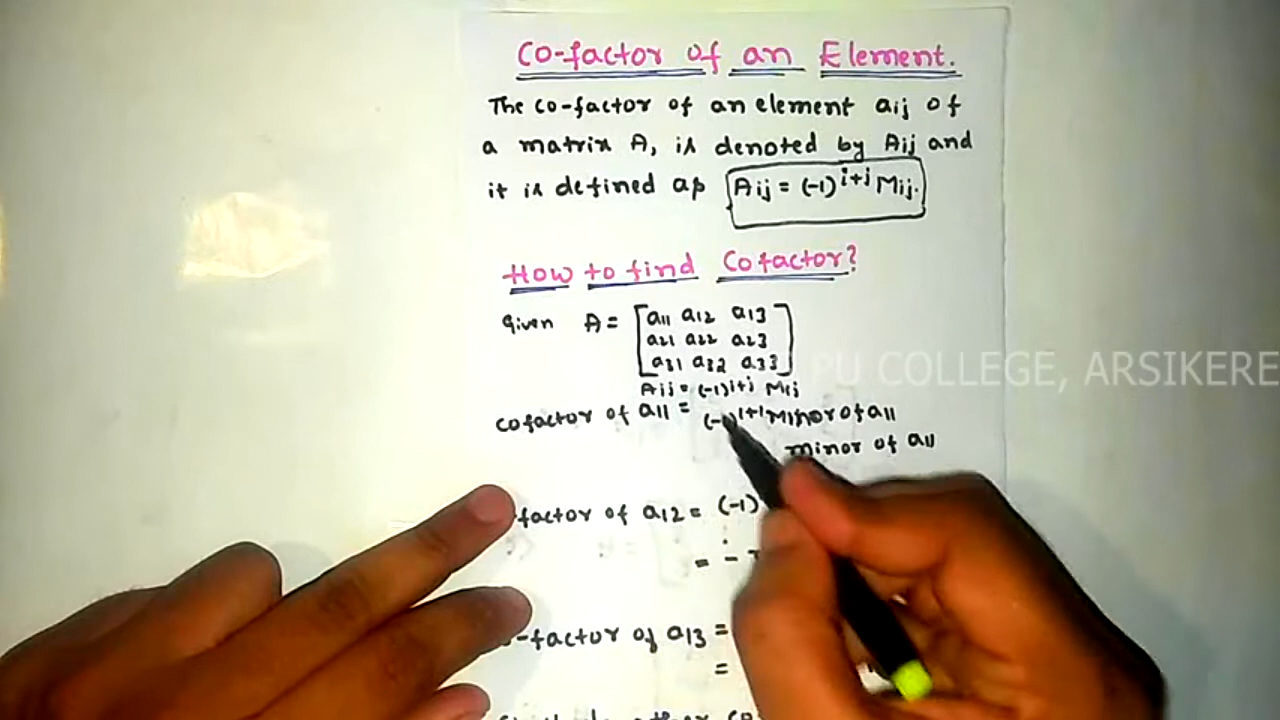 Co-factor of an Element.
The co-factor of an element aij of
a matrix A, is denoted by Aij and
it is defined as Aij = (-1)^i+j Mij.
How to find Cofactor?
Given A = [a11 a12 a13
a21 a22 a23
a31 a32 a33]
PU COLLEGE, ARSIKERE
Aij = (-1)^i+j Mij
cofactor of a11 = (-1)^1+1 Minor of a11
minor of a11
factor of a12 = (-1)
= -
-factor of a13 =
=